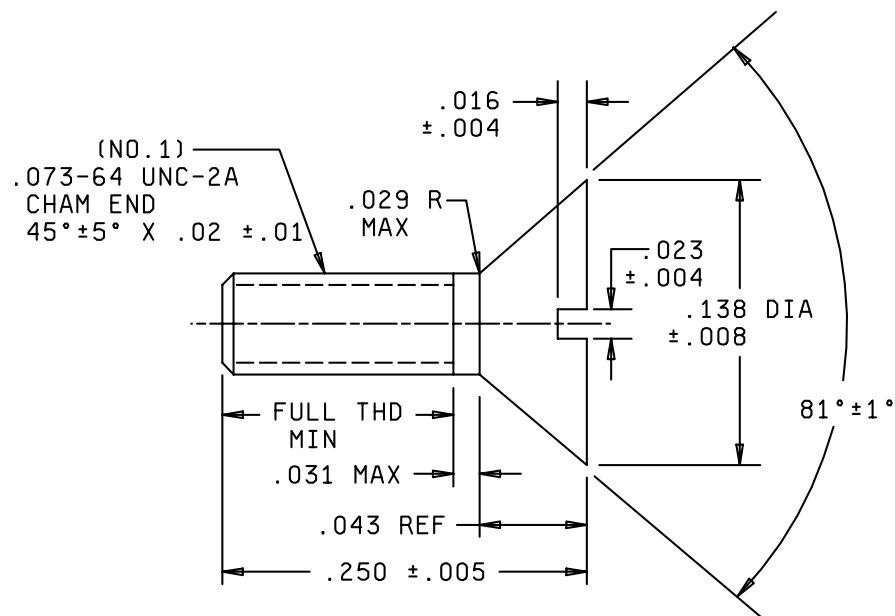 .016
±.004
(NO.1)
.073-64 UNC-2A
CHAM END
45°±5° X .02 ±.01
.029 R
MAX
.023
±.004
.138 DIA
±.008
81°±1°
FULL THD
MIN
.031 MAX
.043 REF
.250 ±.005